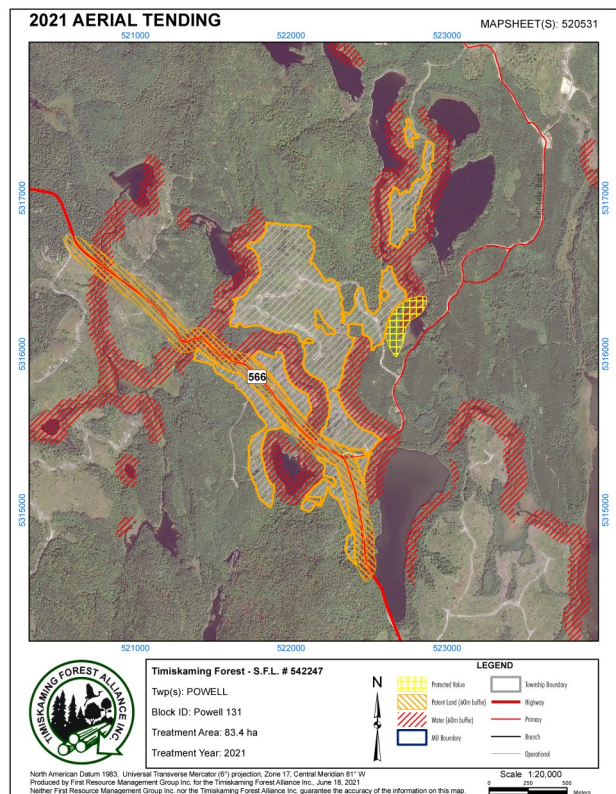 2021 AERIAL TENDING
MAPSHEET(S): 520531
521000
522000
523000
5317000
5317000
5316000
5316000
566
5315000
5315000
521000
522000
523000
TIMISKAMING FOREST ALLIANCE INC.
Timiskaming Forest - S.F.L. # 542247
Twp(s): POWELL
Block ID: Powell 131
Treatment Area: 83.4 ha
Treatment Year: 2021
N
LEGEND
Protected Value
Patent Land (60m buffer)
Water (60m buffer)
MU Boundary
Township Boundary
Highway
Primary
Branch
Operational
North American Datum 1983, Universal Transverse Mercator (6°) projection, Zone 17, Central Meridian 81° W
Produced by First Resource Management Group Inc. for the Timiskaming Forest Alliance Inc., June 18, 2021
Neither First Resource Management Group Inc. nor the Timiskaming Forest Alliance Inc. guarantee the accuracy of the information on this map.
Scale 1:20,000
0 250 500
Meters